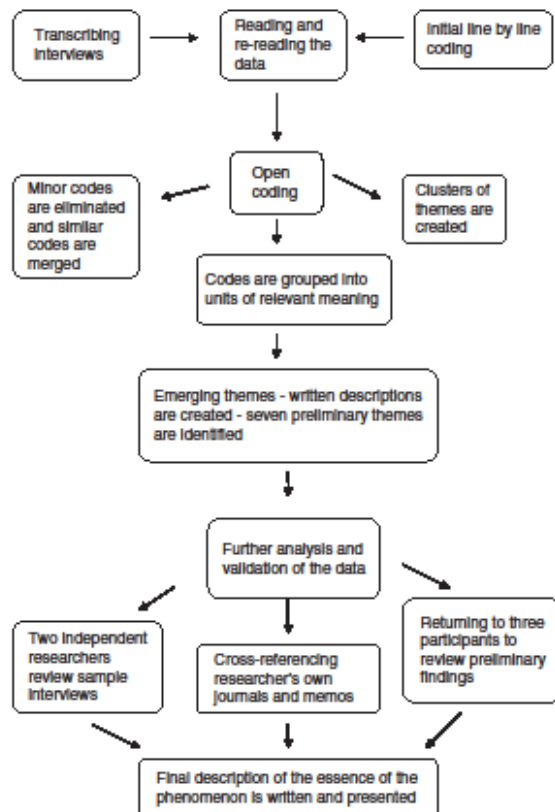 Transcribing
Interviews
Reading and
re-reading the
data
Initial line by line
coding
Open
coding
Minor codes
are eliminated
and similar
codes are
merged
Clusters of
themes are
created
Codes are grouped into
units of relevant meaning
Emerging themes - written descriptions
are created - seven preliminary themes
are identified
Further analysis and
validation of the data
Two independent
researchers
review sample
interviews
Cross-referencing
researcher's own
journals and memos
Returning to three
participants to
review preliminary
findings
Final description of the essence of the
phenomenon is written and presented